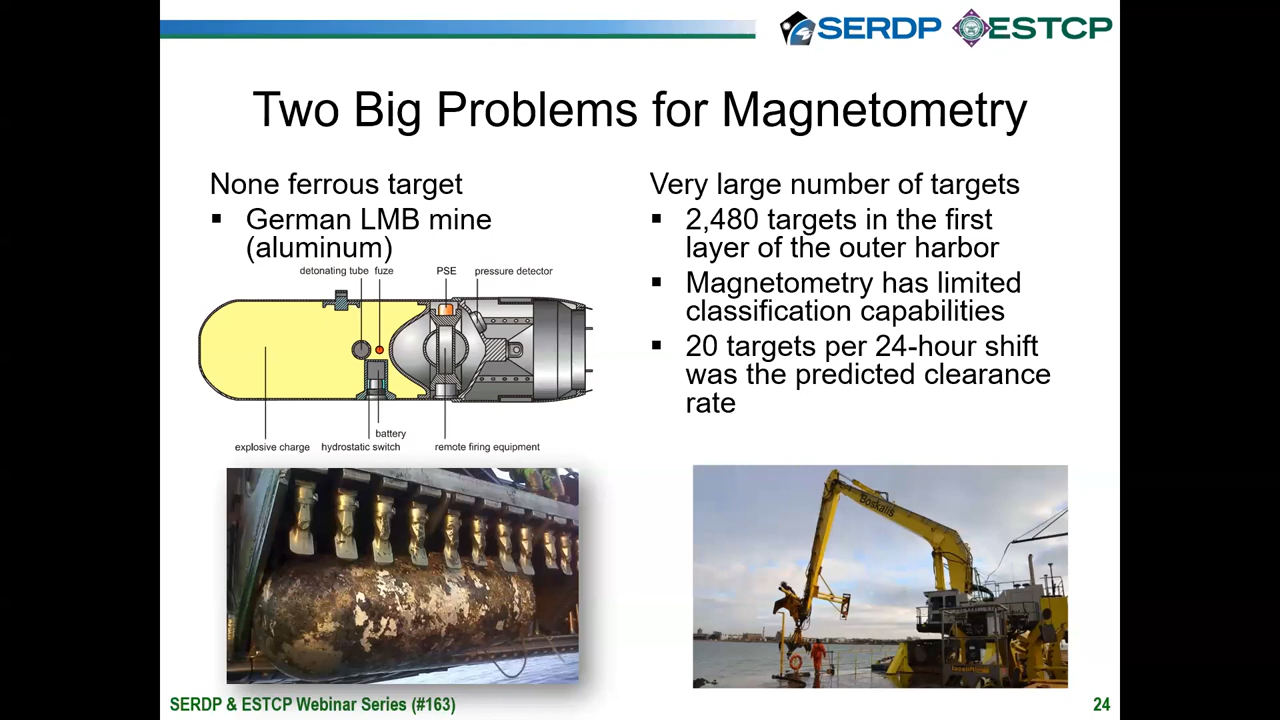 SERDP ESTCP
Two Big Problems for Magnetometry
None ferrous target
▪ German LMB mine
(aluminum)
detonating tube fuze PSE pressure detector
battery
explosive charge hydrostatic switch remote firing equipment
Very large number of targets
▪ 2,480 targets in the first
layer of the outer harbor
▪ Magnetometry has limited
classification capabilities
▪ 20 targets per 24-hour shift
was the predicted clearance
rate
Boskalis
SERDP & ESTCP Webinar Series (#163)
24